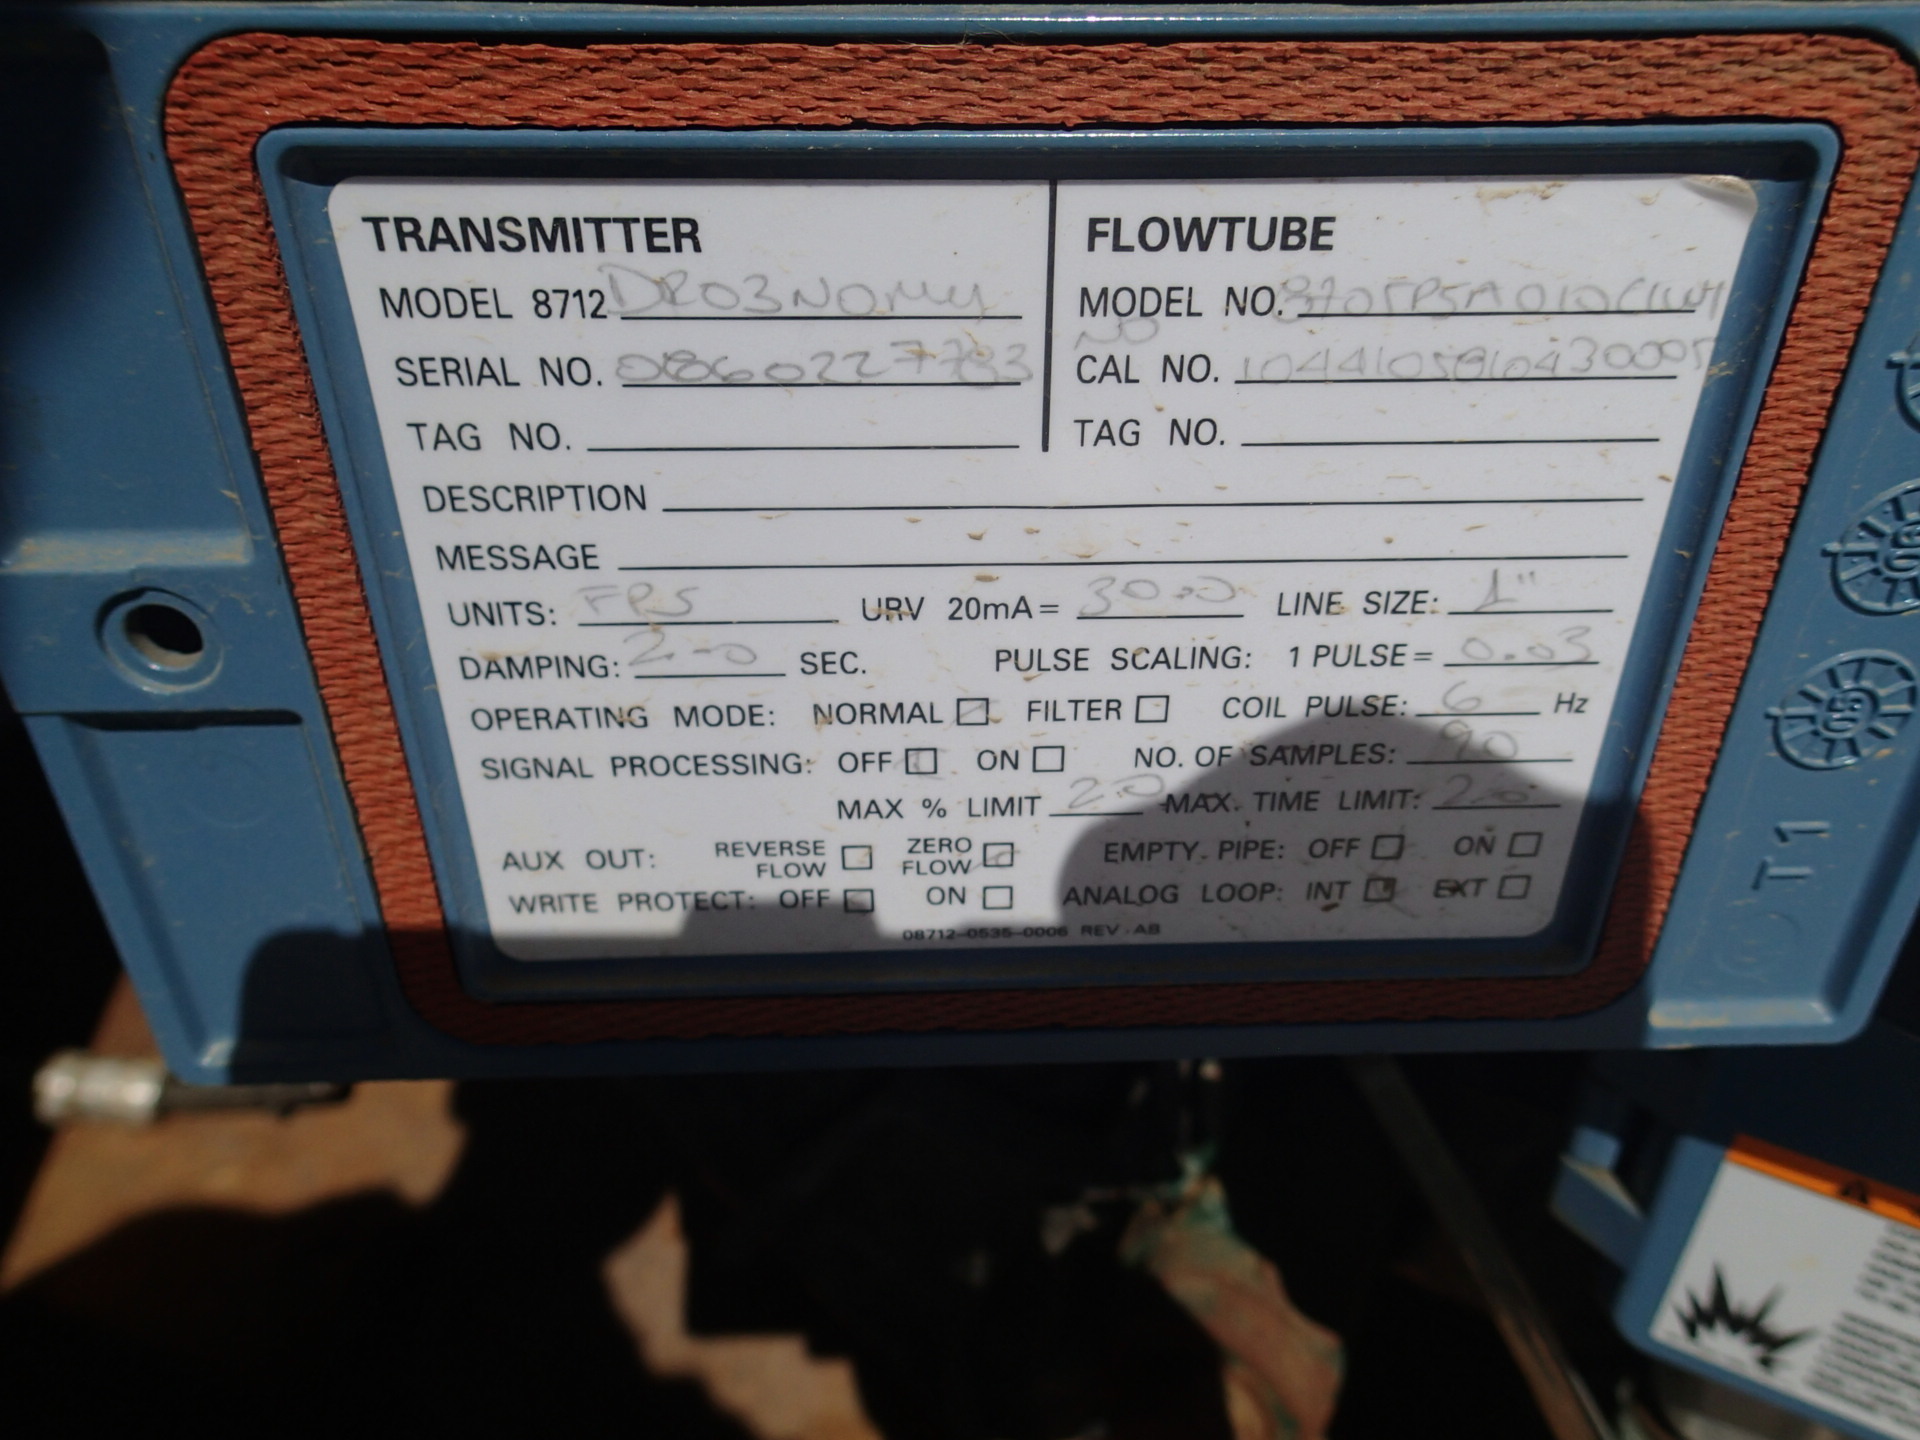 TRANSMITTER
MODEL 8712 DR03N0M4
SERIAL NO. 0860227783
TAG NO.
FLOWTUBE
MODEL NO. 8705PSA010C1W1
NO
CAL NO. 1044105910430005
TAG NO.
DESCRIPTION
MESSAGE
UNITS: FPS URV 20mA= 30.0 LINE SIZE: 1"
DAMPING: 2.0 SEC. PULSE SCALING: 1 PULSE= 0.03
OPERATING MODE: NORMAL FILTER COIL PULSE: 6 Hz
SIGNAL PROCESSING: OFF ON NO. OF SAMPLES: 90
MAX % LIMIT 2.0 MAX. TIME LIMIT: 2.0
AUX OUT: REVERSE FLOW ZERO FLOW EMPTY PIPE: OFF ON
WRITE PROTECT: OFF ON ANALOG LOOP: INT EXT
08712-0535-0006 REV. AB
T1